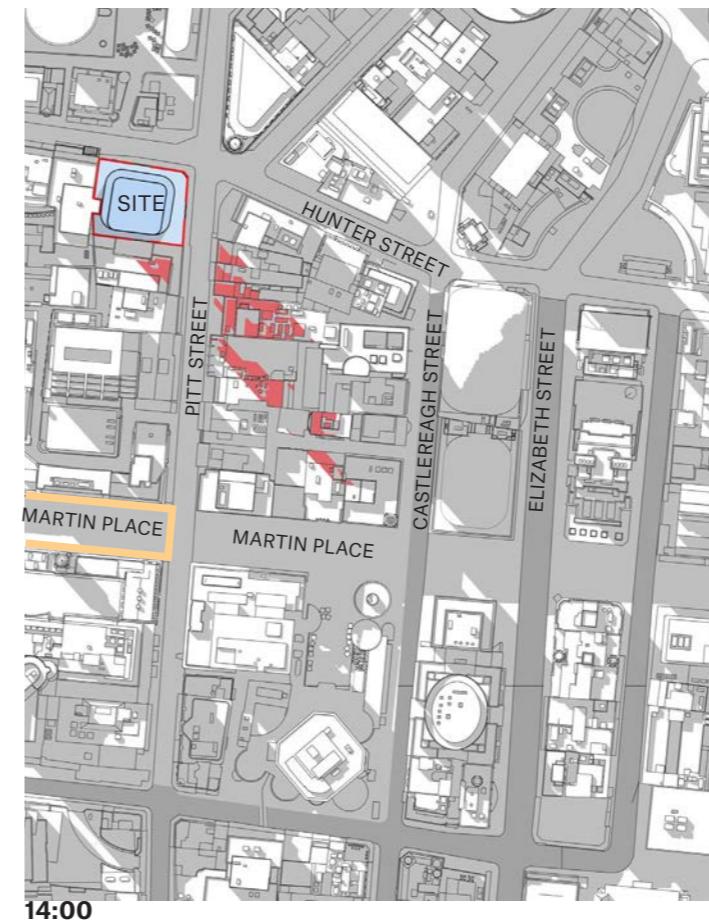 SITE
HUNTER STREET
PITT STREET
CASTLEREAGH STREET
ELIZABETH STREET
MARTIN PLACE
MARTIN PLACE
14:00